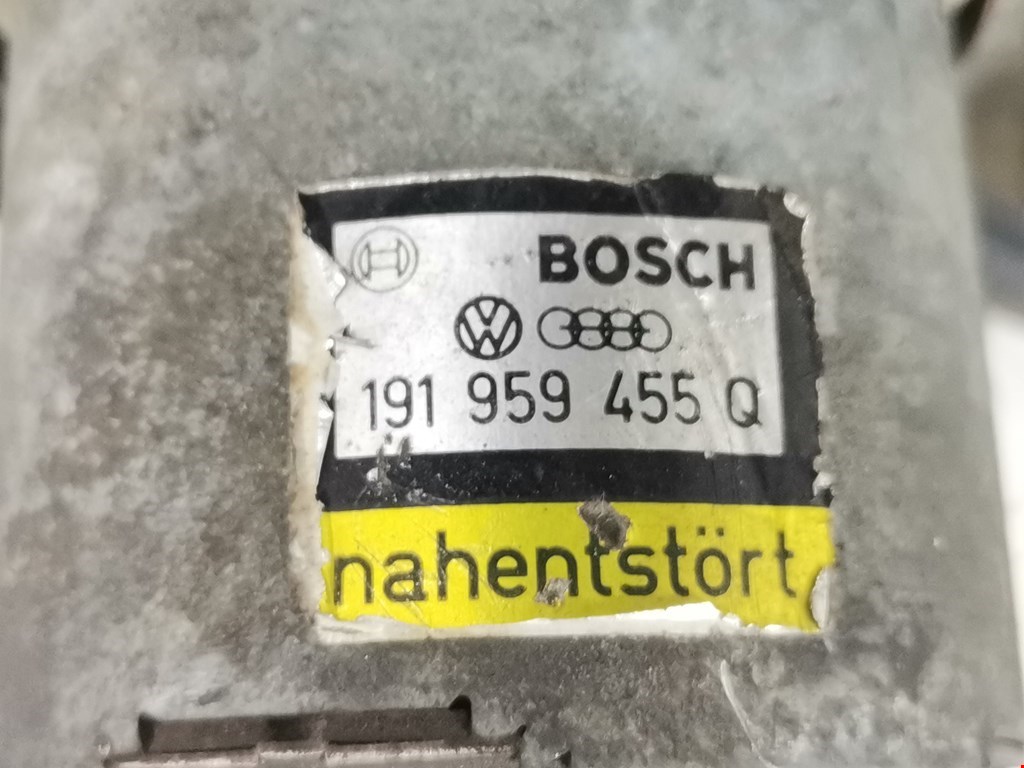 BOSCH
191 959 455 Q
nahentstört